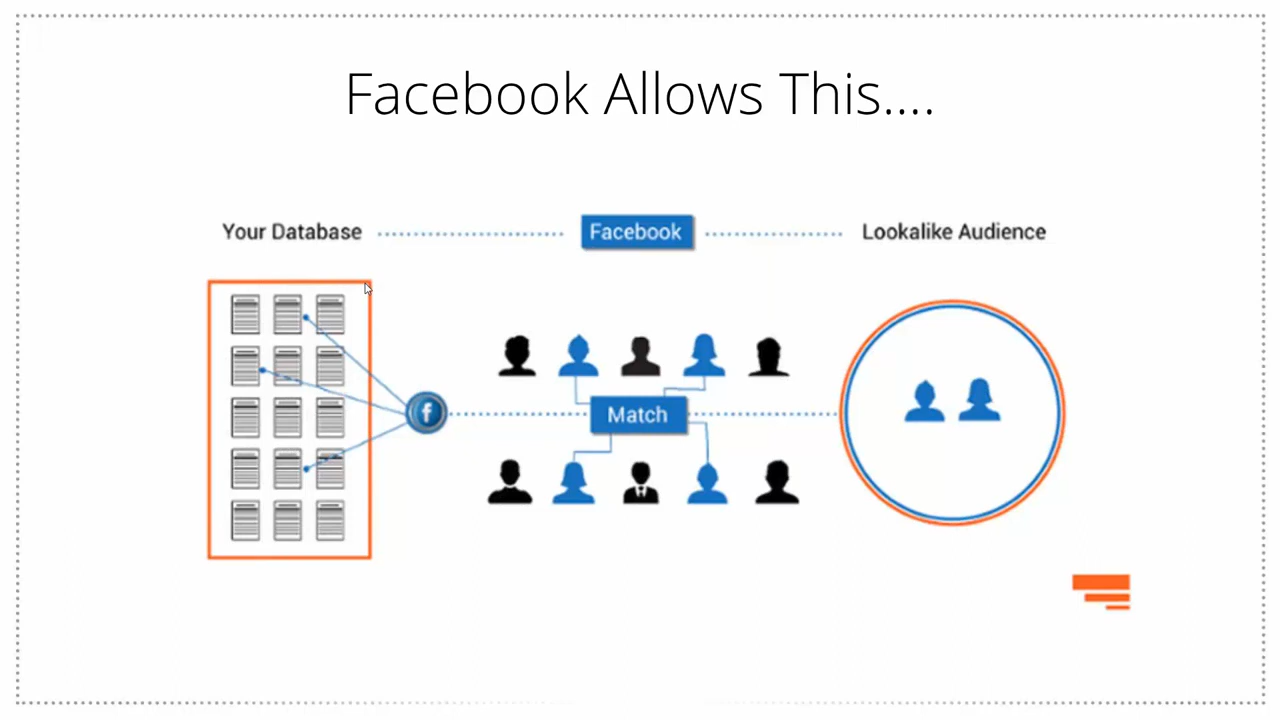 Facebook Allows This....
Your Database
Facebook
Lookalike Audience
f
Match